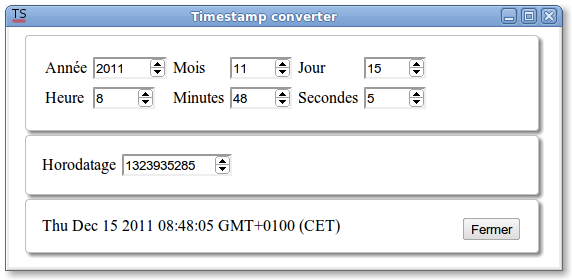 TS Timestamp converter
Année 2011 Mois 11 Jour 15
Heure 8 Minutes 48 Secondes 5
Horodatage 1323935285
Thu Dec 15 2011 08:48:05 GMT+0100 (CET)
Fermer